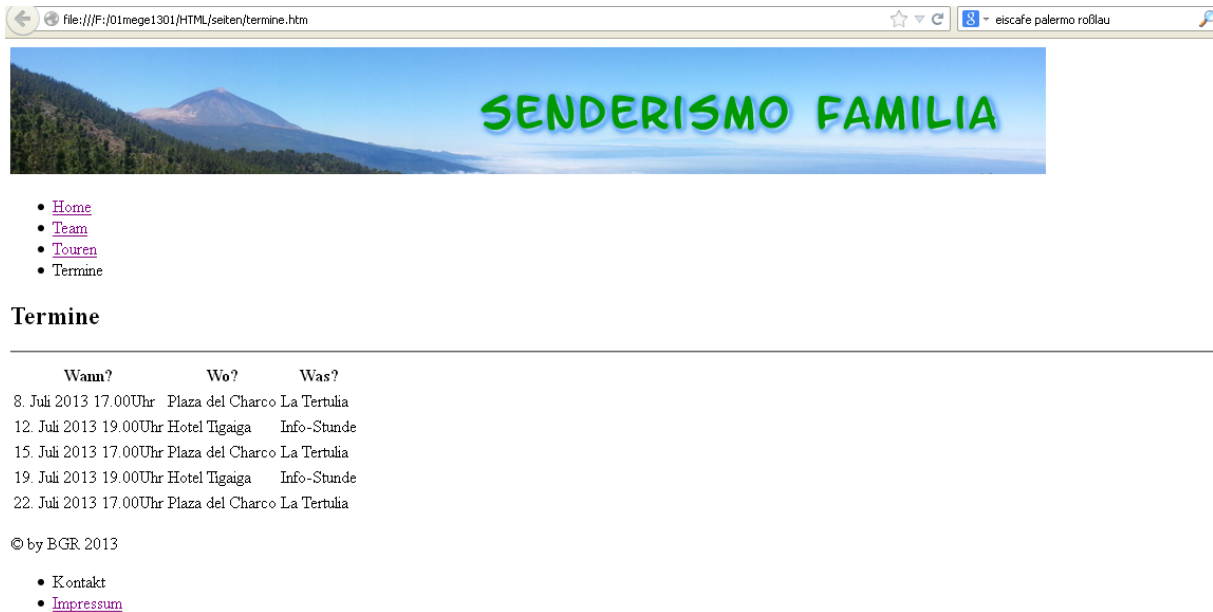 file:///F:/01mege1301/HTML/seiten/termine.htm
8 eiscafe palermo roßlau
SENDERISMO FAMILIA
Home
Team
Touren
Termine
Termine
Wann? Wo? Was?
8. Juli 2013 17.00Uhr Plaza del Charco La Tertulia
12. Juli 2013 19.00Uhr Hotel Tigaiga Info-Stunde
15. Juli 2013 17.00Uhr Plaza del Charco La Tertulia
19. Juli 2013 19.00Uhr Hotel Tigaiga Info-Stunde
22. Juli 2013 17.00Uhr Plaza del Charco La Tertulia
© by BGR 2013
Kontakt
Impressum